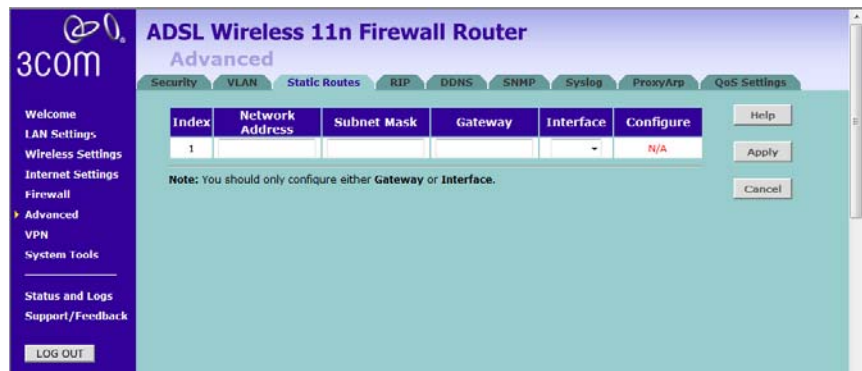 3COM
ADSL Wireless 11n Firewall Router
Advanced
Security VLAN Static Routes RIP DDNS SNMP Syslog ProxyArp QoS Settings
Welcome
LAN Settings
Wireless Settings
Internet Settings
Firewall
Advanced
VPN
System Tools
Status and Logs
Support/Feedback
LOG OUT
Index Network Address Subnet Mask Gateway Interface Configure
1 N/A
Note: You should only configure either Gateway or Interface.
Help
Apply
Cancel